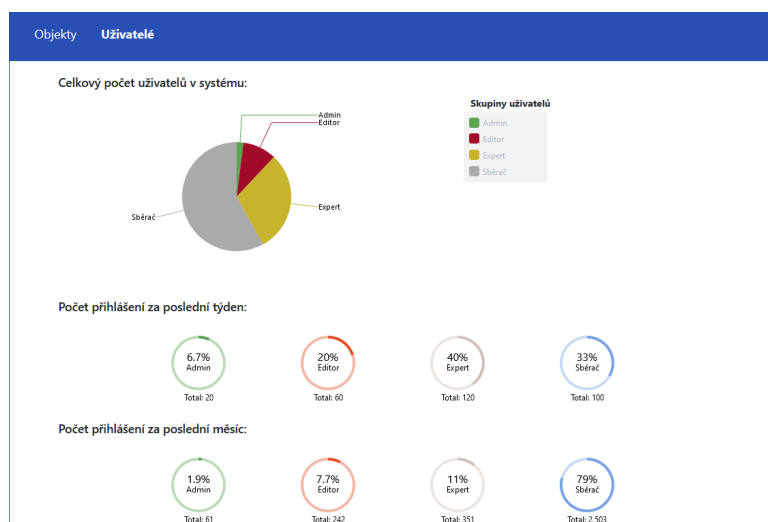 Objekty Uživatelé
Celkový počet uživatelů v systému:
Skupiny uživatelů
Admin
Editor
Expert
Sběrač
Admin
Editor
Expert
Sběrač
Počet přihlášení za poslední týden:
6.7% 20% 40% 33%
Admin Editor Expert Sběrač
Total: 20 Total: 60 Total: 120 Total: 100
Počet přihlášení za poslední měsíc:
1.9% 7.7% 11% 79%
Admin Editor Expert Sběrač
Total: 61 Total: 242 Total: 351 Total: 2,503